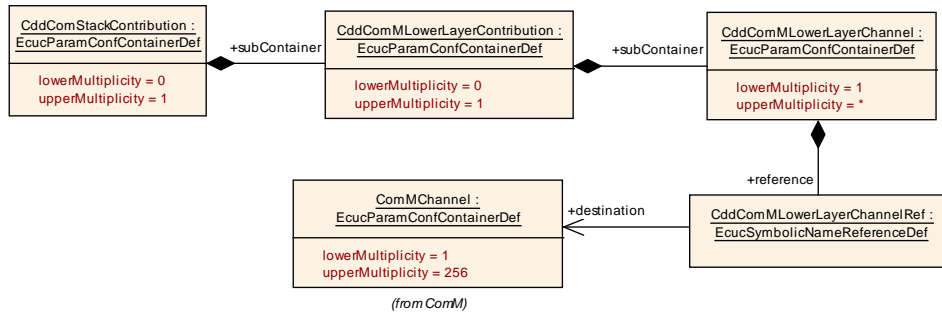 CddComStackContribution :
EcucParamConfContainerDef
lowerMultiplicity = 0
upperMultiplicity = 1
+subContainer
CddComMLowerLayerContribution :
EcucParamConfContainerDef
lowerMultiplicity = 0
upperMultiplicity = 1
+subContainer
CddComMLowerLayerChannel :
EcucParamConfContainerDef
lowerMultiplicity = 1
upperMultiplicity = *
+reference
ComMChannel :
EcucParamConfContainerDef
lowerMultiplicity = 1
upperMultiplicity = 256
(from ComM)
+destination
CddComMLowerLayerChannelRef :
EcucSymbolicNameReferenceDef